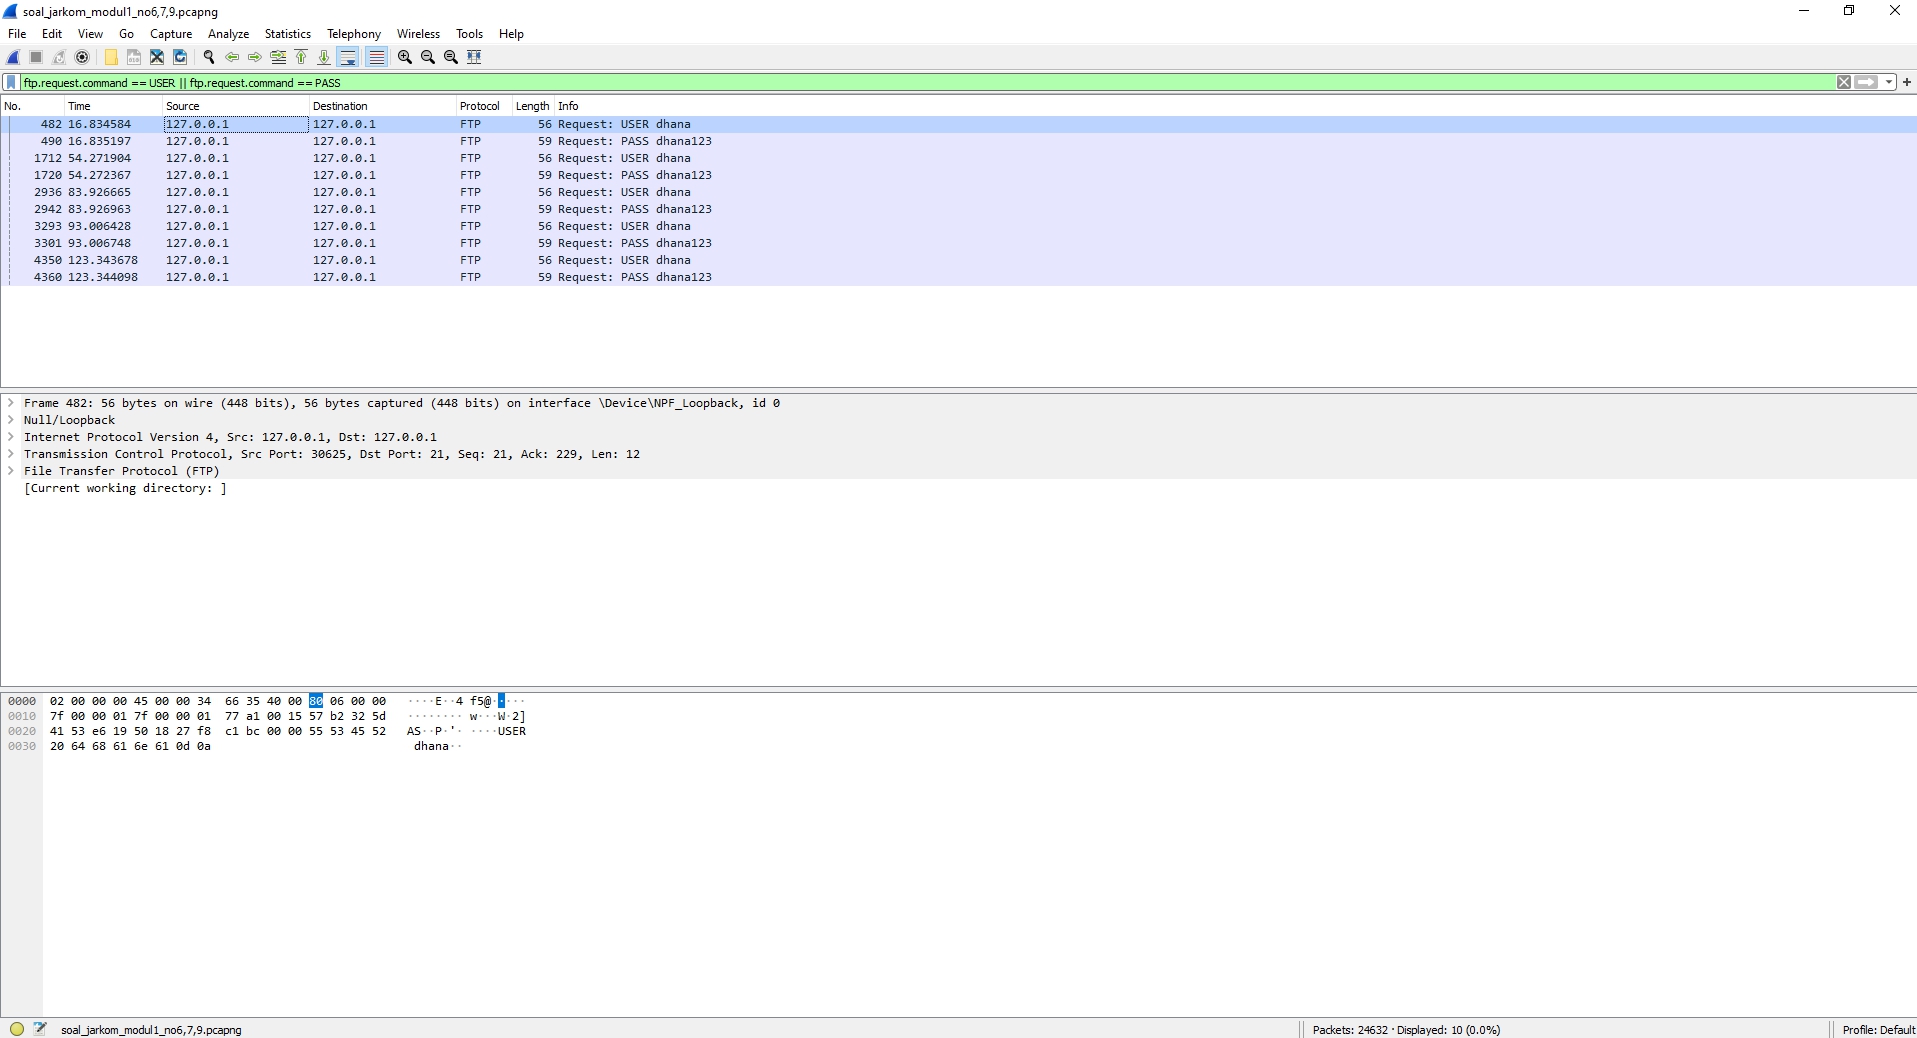 soal_jarkom_modul1_no6,7,9.pcapng
File Edit View Go Capture Analyze Statistics Telephony Wireless Tools Help
ftp.request.command == USER || ftp.request.command == PASS
No. Time Source Destination Protocol Length Info
482 16.834584 127.0.0.1 127.0.0.1 FTP 56 Request: USER dhana
490 16.835197 127.0.0.1 127.0.0.1 FTP 59 Request: PASS dhana123
1712 54.271904 127.0.0.1 127.0.0.1 FTP 56 Request: USER dhana
1720 54.272367 127.0.0.1 127.0.0.1 FTP 59 Request: PASS dhana123
2936 83.926665 127.0.0.1 127.0.0.1 FTP 56 Request: USER dhana
2942 83.926963 127.0.0.1 127.0.0.1 FTP 59 Request: PASS dhana123
3293 93.006428 127.0.0.1 127.0.0.1 FTP 56 Request: USER dhana
3301 93.006748 127.0.0.1 127.0.0.1 FTP 59 Request: PASS dhana123
4350 123.343678 127.0.0.1 127.0.0.1 FTP 56 Request: USER dhana
4360 123.344098 127.0.0.1 127.0.0.1 FTP 59 Request: PASS dhana123
Frame 482: 56 bytes on wire (448 bits), 56 bytes captured (448 bits) on interface \Device\NPF_Loopback, id 0
Null/Loopback
Internet Protocol Version 4, Src: 127.0.0.1, Dst: 127.0.0.1
Transmission Control Protocol, Src Port: 30625, Dst Port: 21, Seq: 21, Ack: 229, Len: 12
File Transfer Protocol (FTP)
[Current working directory: ]
0000 02 00 00 00 45 00 00 34 66 35 40 00 80 06 00 00 ····E··4 f5@·····
0010 7f 00 00 01 7f 00 00 01 77 a1 00 15 57 b2 32 5d ········ w···W·2]
0020 41 53 e6 19 50 18 27 f8 c1 bc 00 00 55 53 45 52 AS··P·'· ····USER
0030 20 64 68 61 6e 61 0d 0a dhana··
soal_jarkom_modul1_no6,7,9.pcapng Packets: 24632 · Displayed: 10 (0.0%) Profile: Default